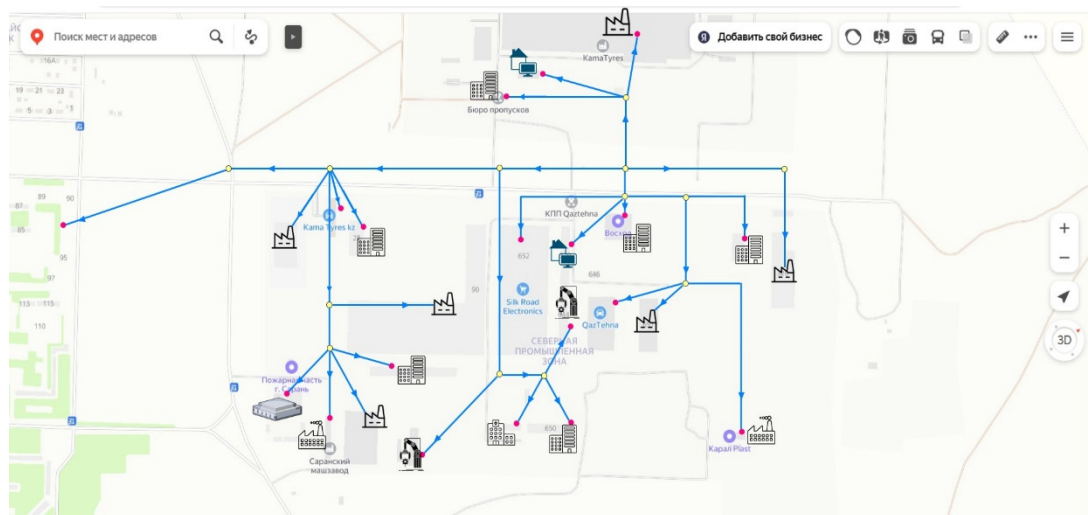 Поиск мест и адресов
Я Добавить свой бизнес
KamaTyres
Бюро пропусков
16А
19
21
23
5
3
89
90
87
85
95
97
113
115
110
Kama Tyres kz
КПП Qaztehna
Восход
652
646
90
Silk Road
Electronics
QazTehna
СЕВЕРНАЯ
ПРОМЫШЛЕННАЯ
ЗОНА
Пожарная часть
г. Сарань
650
Саранский
машзавод
Карал Plast
+
−
3D